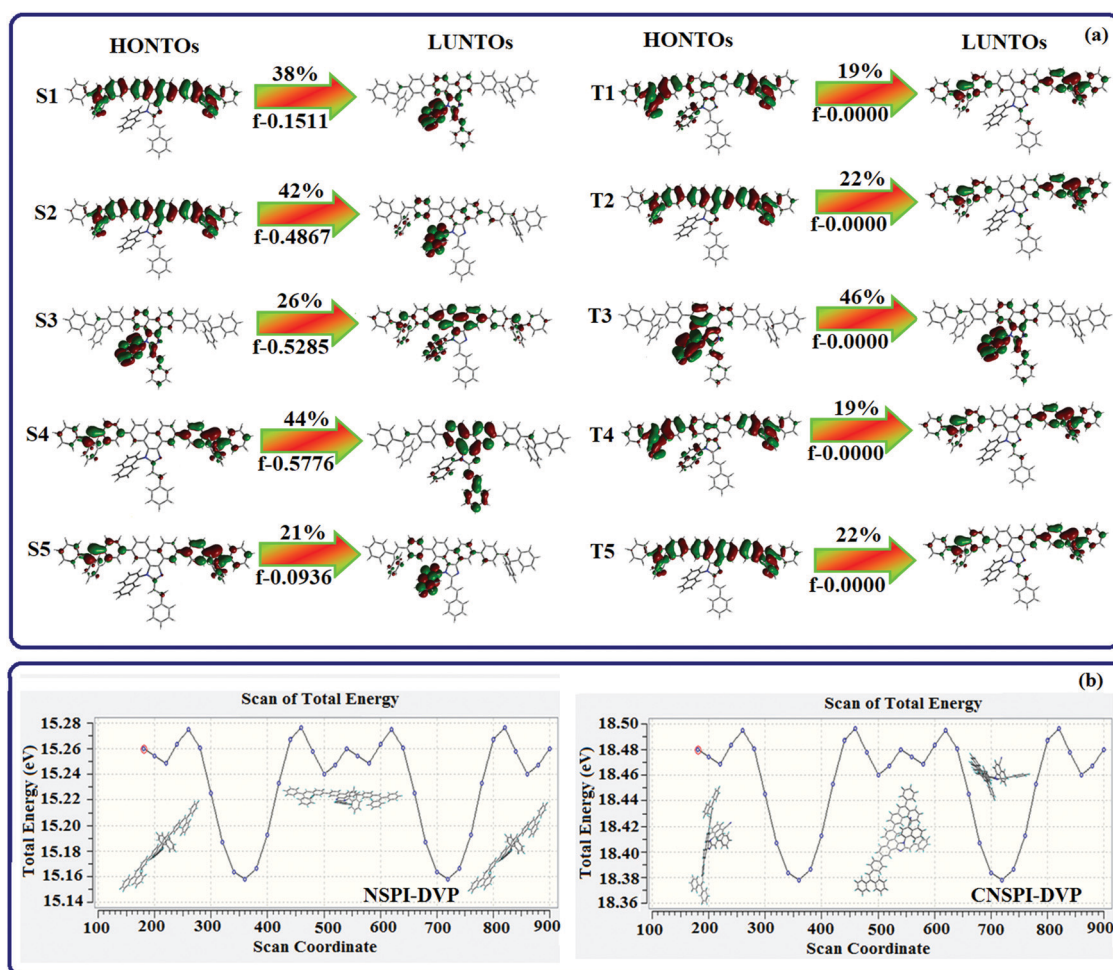 HONTOs LUNTOs HONTOs LUNTOs (a)
S1 38% f-0.1511 T1 19% f-0.0000
S2 42% f-0.4867 T2 22% f-0.0000
S3 26% f-0.5285 T3 46% f-0.0000
S4 44% f-0.5776 T4 19% f-0.0000
S5 21% f-0.0936 T5 22% f-0.0000
(b)
Scan of Total Energy
Total Energy (eV)
15.28
15.26
15.24
15.22
15.20
15.18
15.16
15.14
NSPI-DVP
100 200 300 400 500 600 700 800 900
Scan Coordinate
Scan of Total Energy
Total Energy (eV)
18.50
18.48
18.46
18.44
18.42
18.40
18.38
18.36
CNSPI-DVP
100 200 300 400 500 600 700 800 900
Scan Coordinate